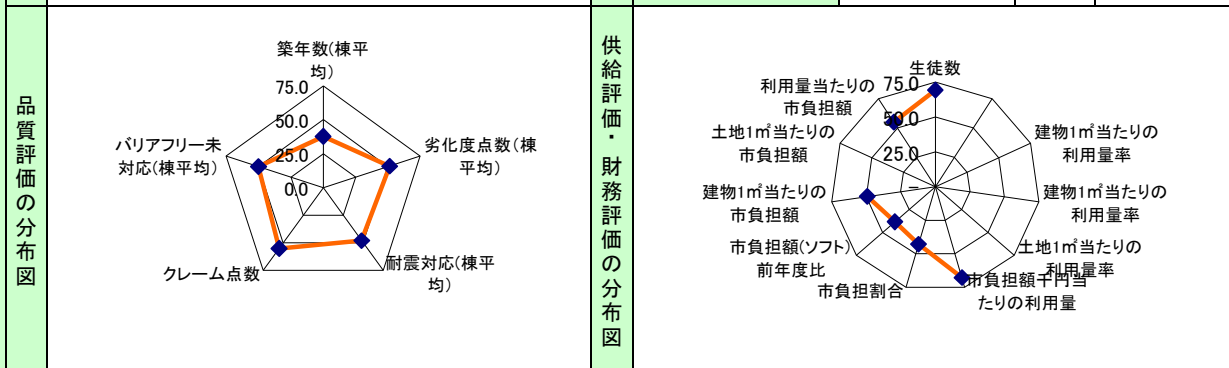 品質評価の分布図
築年数(棟平
均)
75.0
50.0
25.0
0.0
劣化度点数(棟
平均)
耐震対応(棟平
均)
クレーム点数
バリアフリー未
対応(棟平均)
供給評価・財務評価の分布図
生徒数
75.0
50.0
25.0
–
建物1㎡当たりの
利用量率
建物1㎡当たりの
利用量率
土地1㎡当たりの
利用量率
市負担額千円当
たりの利用量
市負担割合
市負担額(ソフト)
前年度比
建物1㎡当たりの
市負担額
土地1㎡当たりの
市負担額
利用量当たりの
市負担額